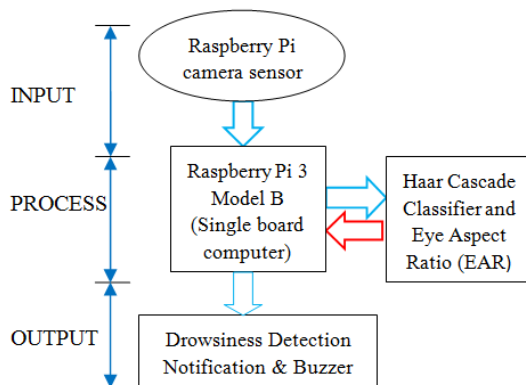 Raspberry Pi
camera sensor
INPUT
Raspberry Pi 3
Model B
(Single board
computer)
PROCESS
Haar Cascade
Classifier and
Eye Aspect
Ratio (EAR)
OUTPUT
Drowsiness Detection
Notification & Buzzer